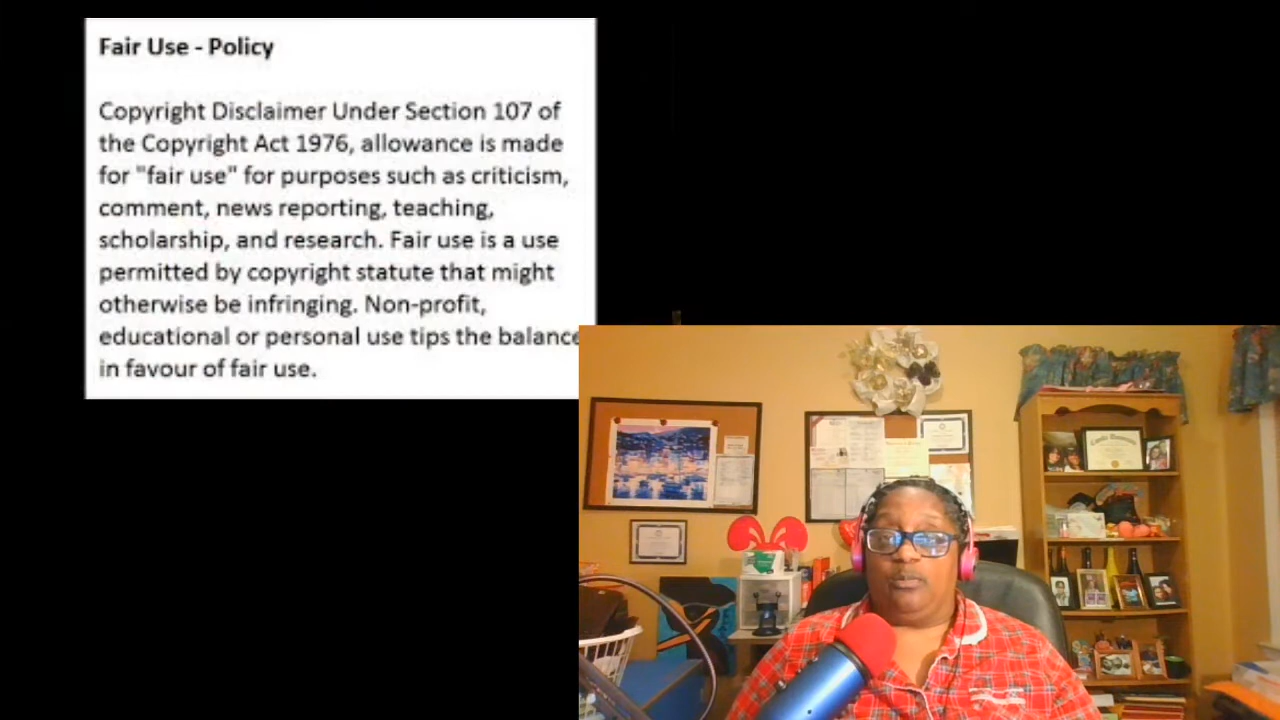 Fair Use - Policy
Copyright Disclaimer Under Section 107 of
the Copyright Act 1976, allowance is made
for "fair use" for purposes such as criticism,
comment, news reporting, teaching,
scholarship, and research. Fair use is a use
permitted by copyright statute that might
otherwise be infringing. Non-profit,
educational or personal use tips the balance
in favour of fair use.